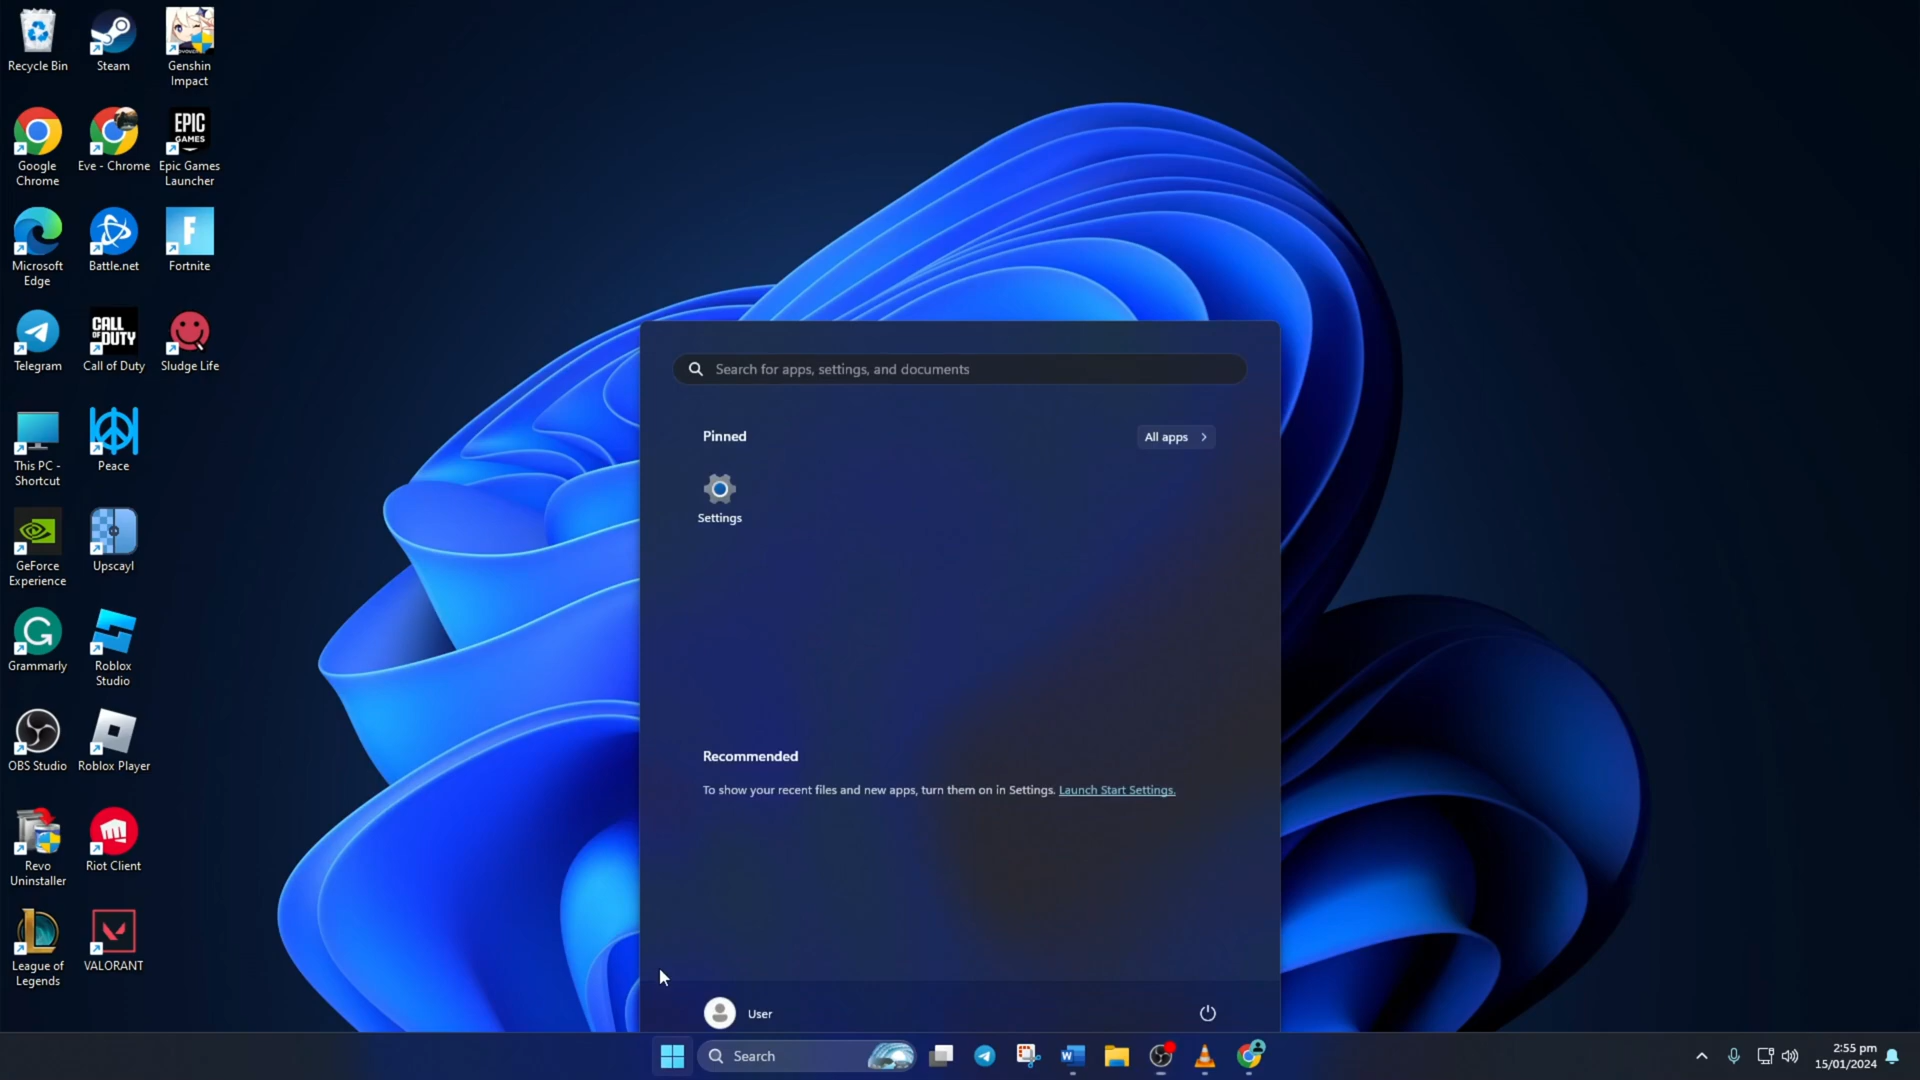 Recycle Bin
Steam
Genshin
Impact
Google
Chrome
Eve - Chrome
EPIC
GAMES
Epic Games
Launcher
Microsoft
Edge
Battle.net
F
Fortnite
Telegram
CALL
OF DUTY
Call of Duty
Sludge Life
This PC -
Shortcut
Peace
GeForce
Experience
Upscayl
G
Grammarly
Roblox
Studio
OBS Studio
Roblox Player
Revo
Uninstaller
Riot Client
L
League of
Legends
VALORANT
Search for apps, settings, and documents
Pinned
All apps
Settings
Recommended
To show your recent files and new apps, turn them on in Settings. Launch Start Settings.
User
Search
W
2:55 pm
15/01/2024